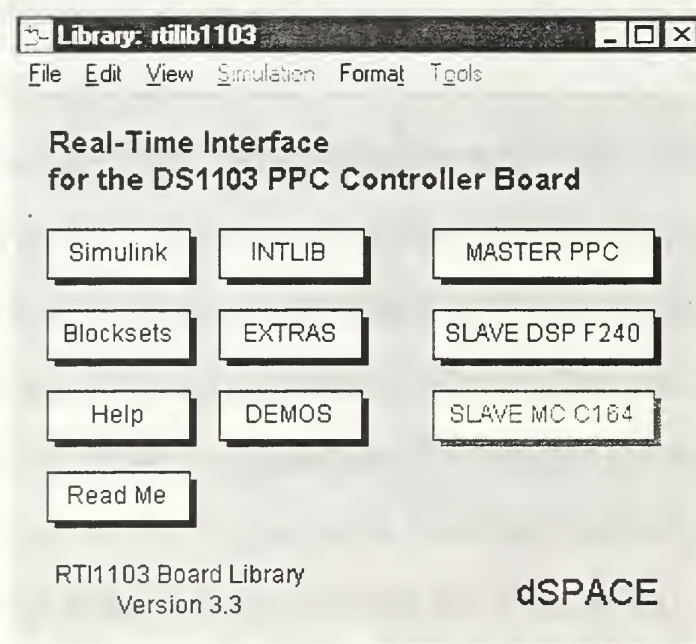 Library: rtilib1103
File Edit View Simulation Format Tools
Real-Time Interface
for the DS1103 PPC Controller Board
Simulink INTLIB MASTER PPC
Blocksets EXTRAS SLAVE DSP F240
Help DEMOS SLAVE MC C164
Read Me
RTI1103 Board Library
Version 3.3
dSPACE